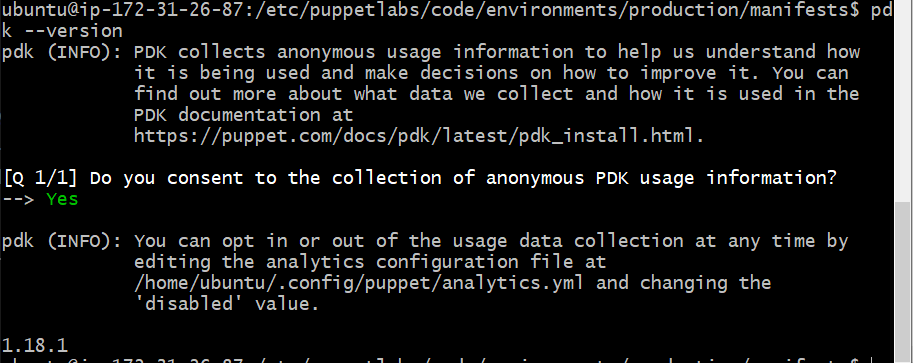 ubuntu@ip-172-31-26-87:/etc/puppetlabs/code/environments/production/manifests$ pd
k --version
pdk (INFO): PDK collects anonymous usage information to help us understand how
it is being used and make decisions on how to improve it. You can
find out more about what data we collect and how it is used in the
PDK documentation at
https://puppet.com/docs/pdk/latest/pdk_install.html.
[Q 1/1] Do you consent to the collection of anonymous PDK usage information?
--> Yes
pdk (INFO): You can opt in or out of the usage data collection at any time by
editing the analytics configuration file at
/home/ubuntu/.config/puppet/analytics.yml and changing the
'disabled' value.
1.18.1